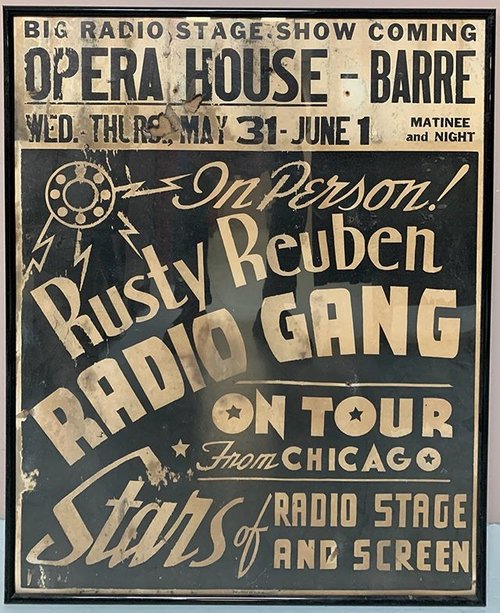 BIG RADIO STAGE SHOW COMING
OPERA HOUSE - BARRE
WED.-THURS., MAY 31-JUNE 1
MATINEE
and NIGHT
In Person!
Rusty Reuben
RADIO GANG
ON TOUR
From CHICAGO
Stars of RADIO STAGE
AND SCREEN